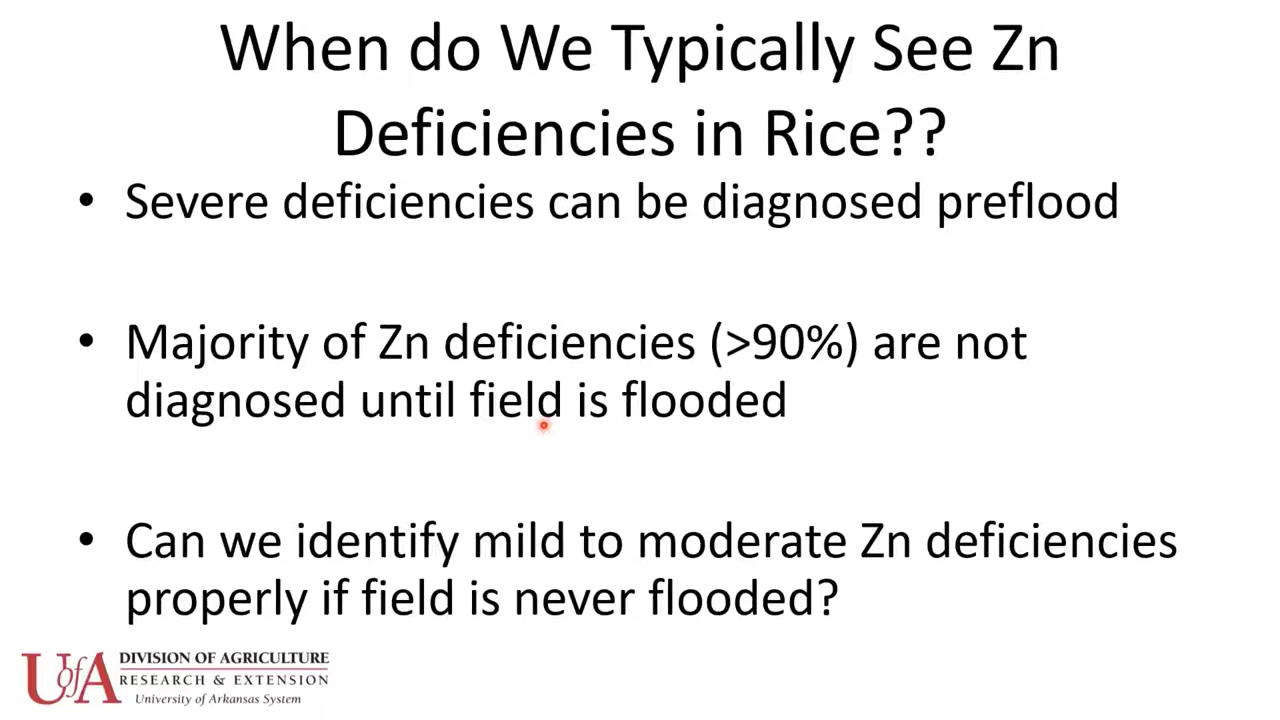 When do We Typically See Zn
Deficiencies in Rice??
• Severe deficiencies can be diagnosed preflood
• Majority of Zn deficiencies (>90%) are not
diagnosed until field is flooded
• Can we identify mild to moderate Zn deficiencies
properly if field is never flooded?
UofA DIVISION OF AGRICULTURE
RESEARCH & EXTENSION
University of Arkansas System